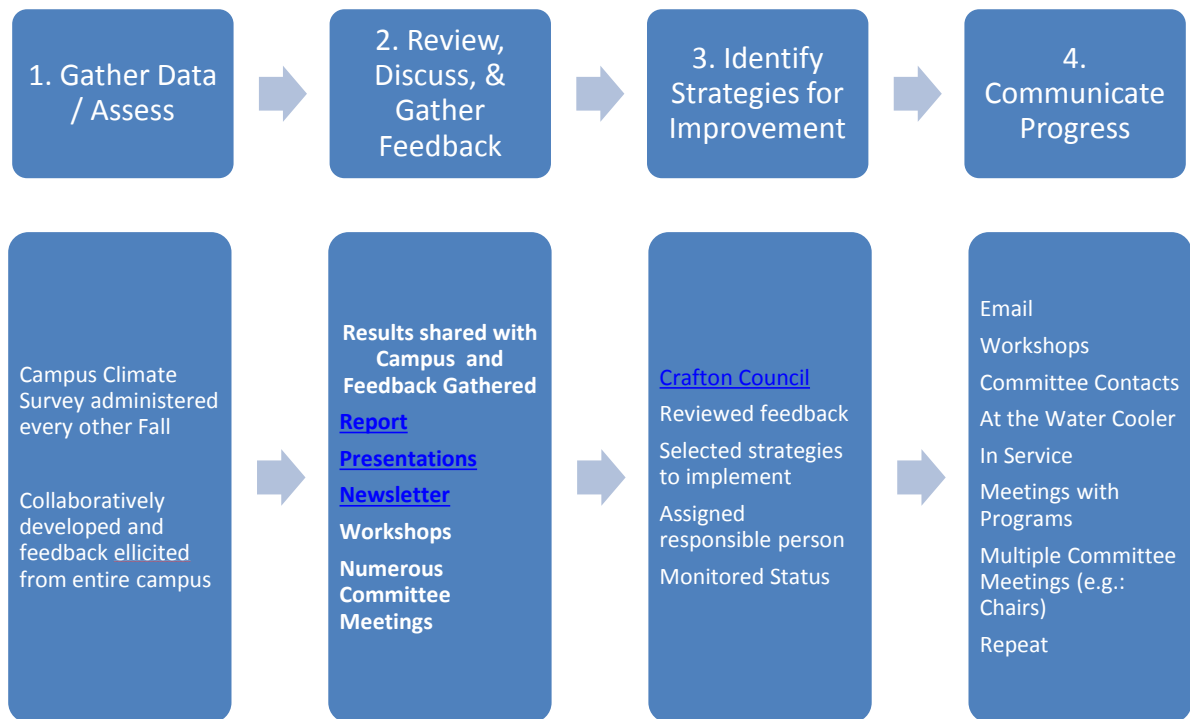 1. Gather Data
/ Assess
2. Review,
Discuss, &
Gather
Feedback
3. Identify
Strategies for
Improvement
4.
Communicate
Progress
Campus Climate
Survey administered
every other Fall
Collaboratively
developed and
feedback ellicited
from entire campus
Results shared with
Campus and
Feedback Gathered
Report
Presentations
Newsletter
Workshops
Numerous
Committee
Meetings
Crafton Council
Reviewed feedback
Selected strategies
to implement
Assigned
responsible person
Monitored Status
Email
Workshops
Committee Contacts
At the Water Cooler
In Service
Meetings with
Programs
Multiple Committee
Meetings (e.g.:
Chairs)
Repeat